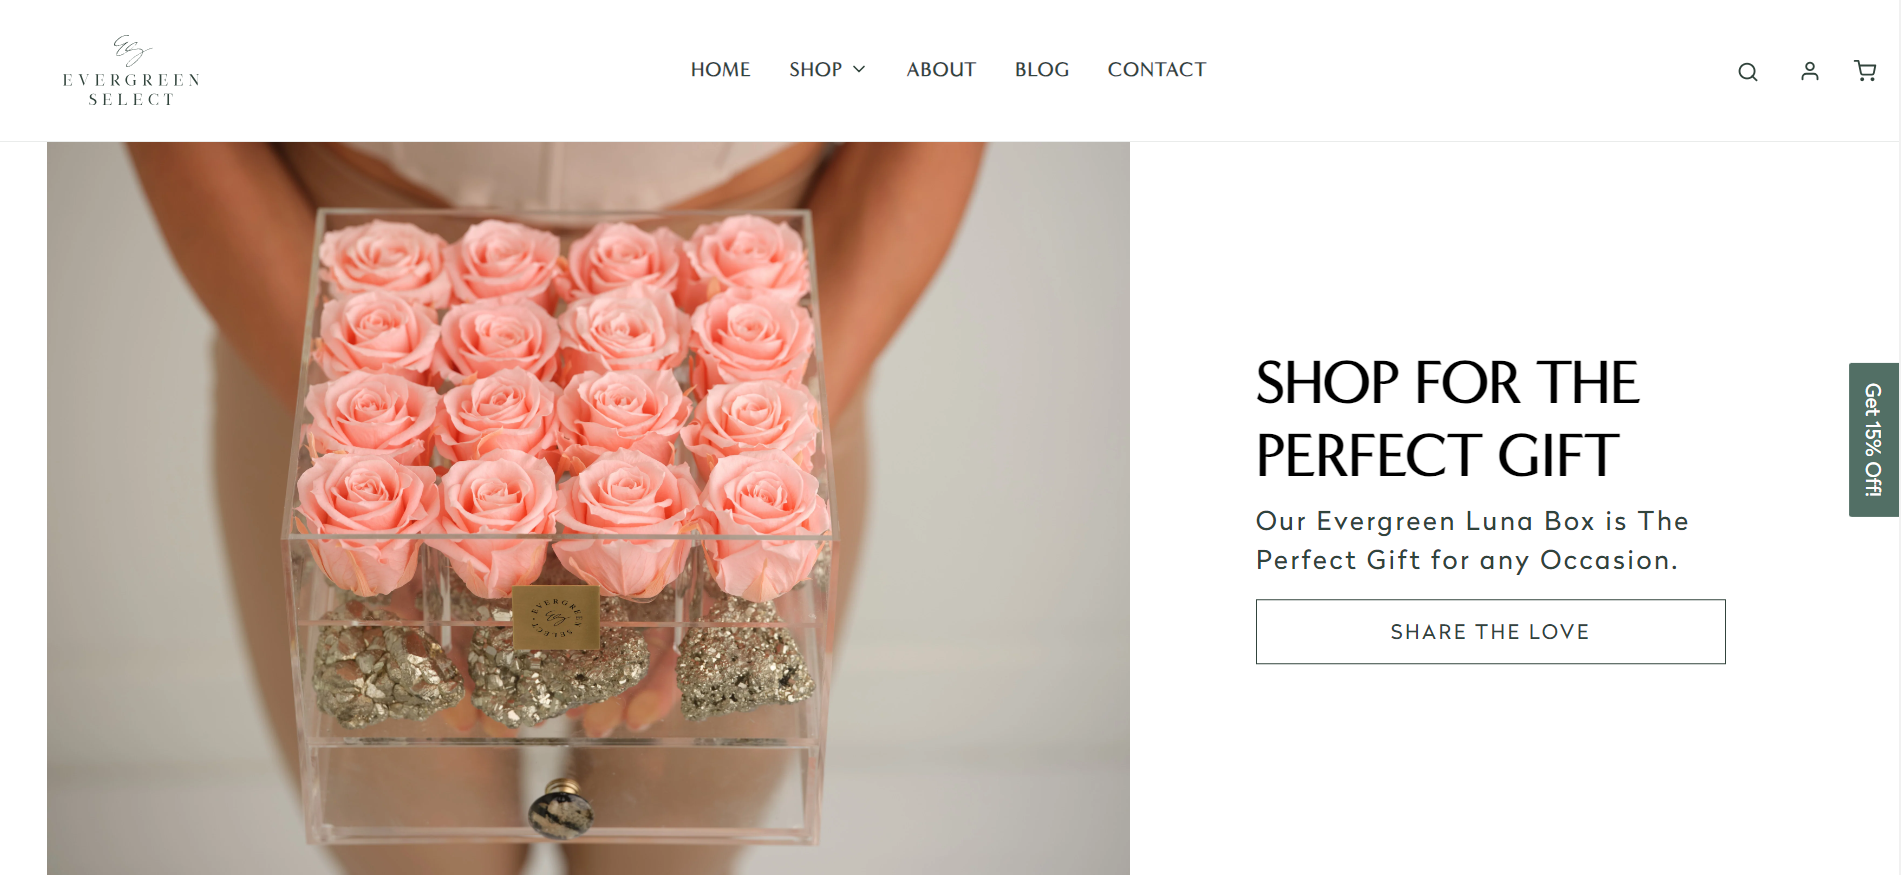 ES
EVERGREEN
SELECT
HOME
SHOP
ABOUT
BLOG
CONTACT
SHOP FOR THE
PERFECT GIFT
Our Evergreen Luna Box is The
Perfect Gift for any Occasion.
SHARE THE LOVE
Get 15% Off!
EVERGREEN
ES
SELECT